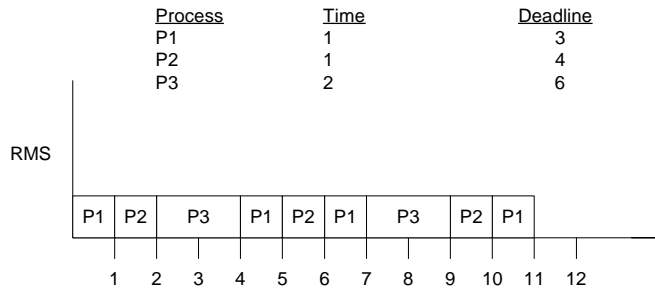 Process Time Deadline
P1 1 3
P2 1 4
P3 2 6
RMS
P1 P2 P3 P1 P2 P1 P3 P2 P1
1 2 3 4 5 6 7 8 9 10 11 12